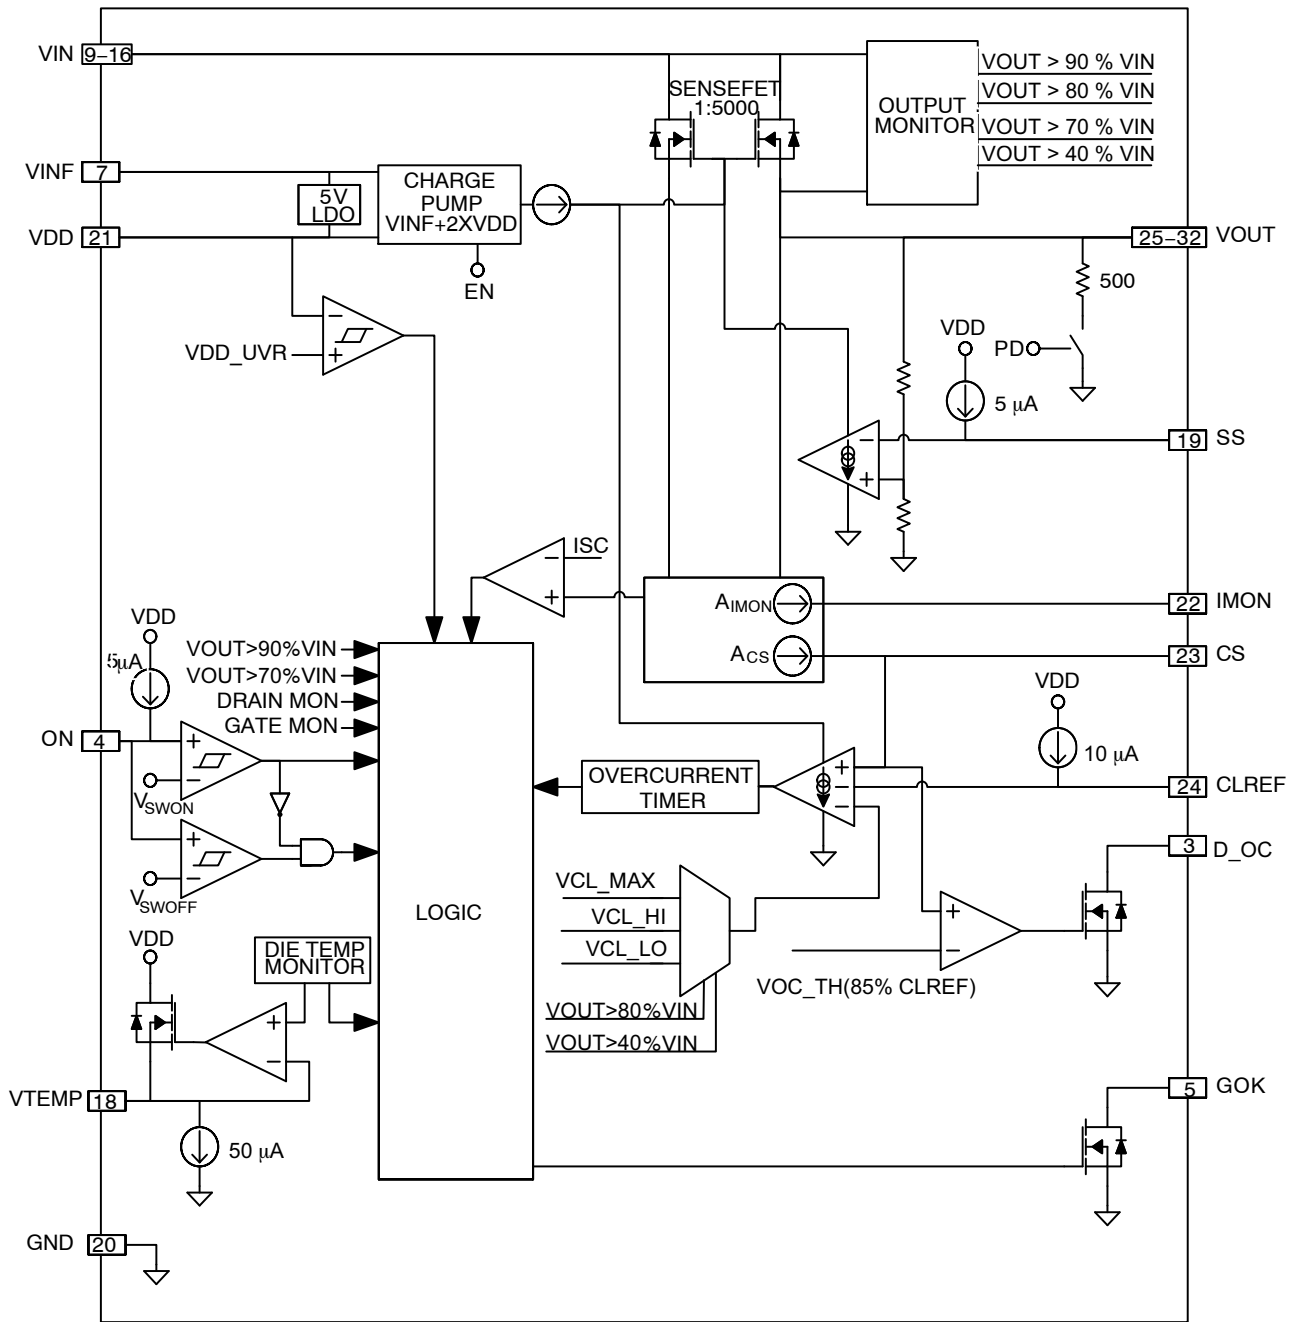 VIN 9–16
VOUT > 90 % VIN
VOUT > 80 % VIN
VOUT > 70 % VIN
VOUT > 40 % VIN
SENSEFET
1:5000
OUTPUT
MONITOR
VINF 7
5V
LDO
CHARGE
PUMP
VINF+2XVDD
VDD 21
EN
25–32 VOUT
500
VDD
PD
5 μA
VDD_UVR
−
+
−
+
19 SS
ISC
−
+
AIMON
22 IMON
ACS
23 CS
VDD
5μA
VOUT>90%VIN
VOUT>70%VIN
DRAIN MON
GATE MON
VDD
10 μA
ON 4
+
−
VSWON
OVERCURRENT
TIMER
+
−
−
24 CLREF
+
−
VSWOFF
3 D_OC
VCL_MAX
VCL_HI
VCL_LO
LOGIC
+
−
VOC_TH(85% CLREF)
VDD
DIE TEMP
MONITOR
VOUT>80%VIN
VOUT>40%VIN
+
−
VTEMP 18
50 μA
5 GOK
GND 20